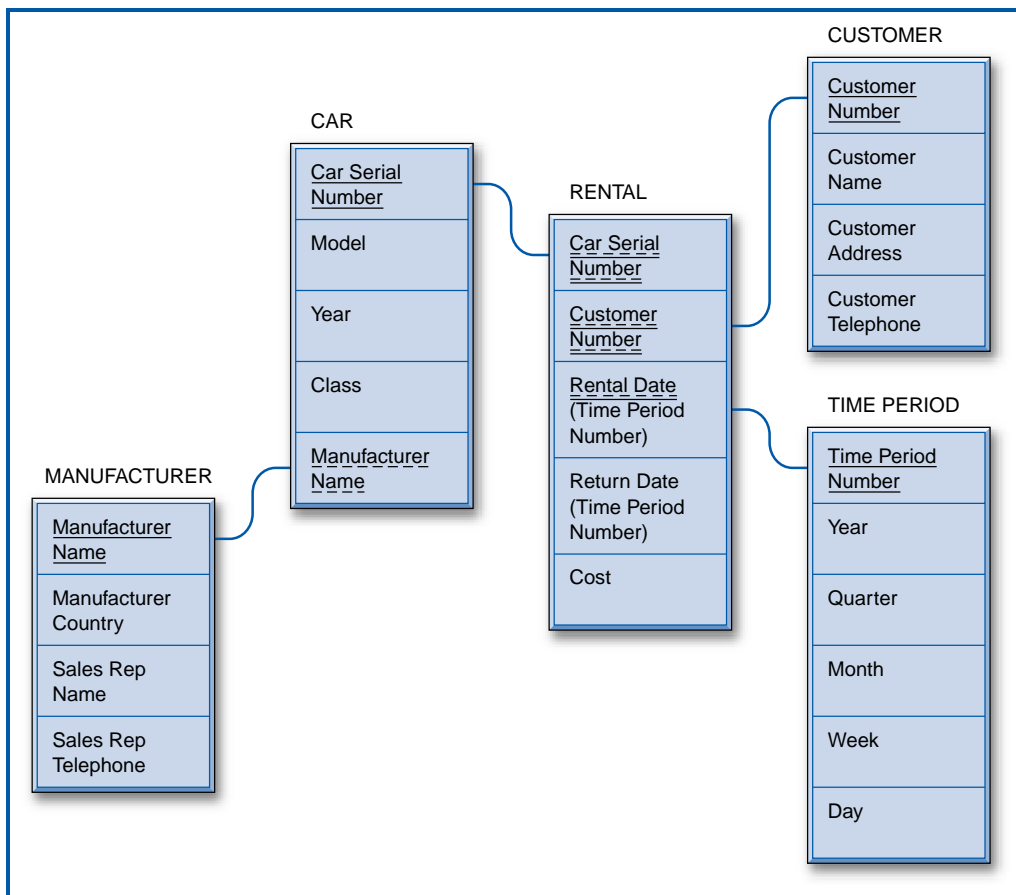 MANUFACTURER
Manufacturer
Name
Manufacturer
Country
Sales Rep
Name
Sales Rep
Telephone
CAR
Car Serial
Number
Model
Year
Class
Manufacturer
Name
RENTAL
Car Serial
Number
Customer
Number
Rental Date
(Time Period
Number)
Return Date
(Time Period
Number)
Cost
CUSTOMER
Customer
Number
Customer
Name
Customer
Address
Customer
Telephone
TIME PERIOD
Time Period
Number
Year
Quarter
Month
Week
Day